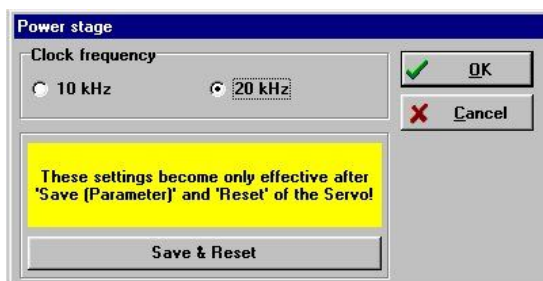 Power stage
Clock frequency
10 kHz
20 kHz
OK
Cancel
These settings become only effective after
'Save (Parameter)' and 'Reset' of the Servo!
Save & Reset